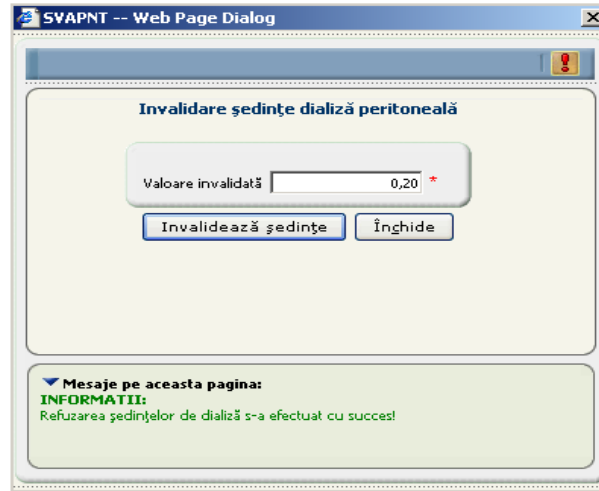 SVAPNT -- Web Page Dialog
Invalidare şedinţe dializă peritoneală
Valoare invalidată 0,20 *
Invalidează şedinţe Închide
Mesaje pe aceasta pagina:
INFORMATII:
Refuzarea şedinţelor de dializă s-a efectuat cu succes!